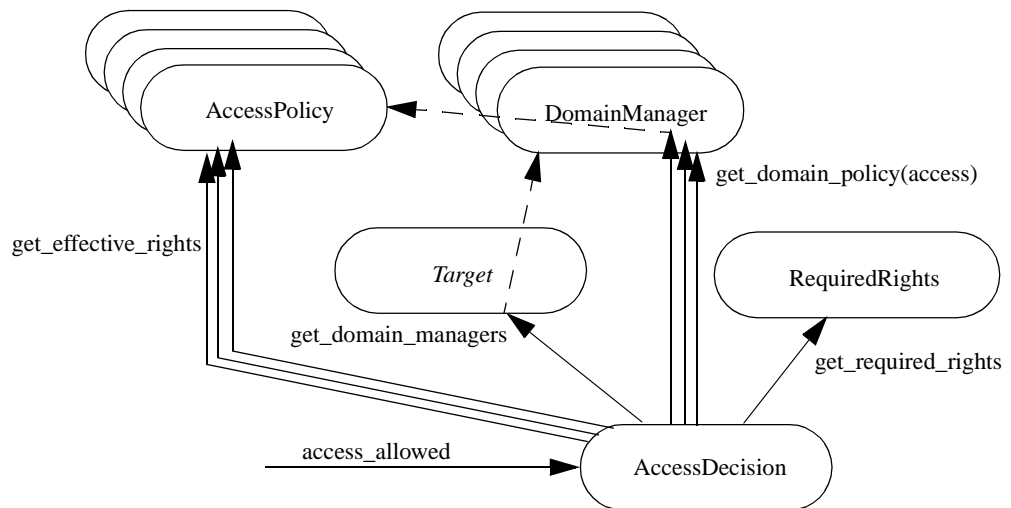 AccessPolicy
DomainManager
get_domain_policy(access)
get_effective_rights
Target
RequiredRights
get_domain_managers
get_required_rights
access_allowed
AccessDecision